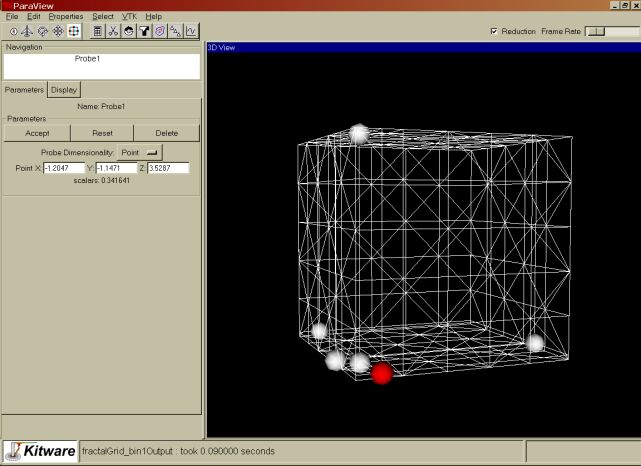 ParaView
File Edit Properties Select VTK Help
Reduction Frame Rate
Navigation
Probe1
3D View
Parameters Display
Name: Probe1
Parameters
Accept Reset Delete
Probe Dimensionality: Point
Point X: -1.2047 Y: -1.1471 Z: 3.5287
scalars: 0.341641
Kitware fractalGrid_bin1Output : took 0.090000 seconds